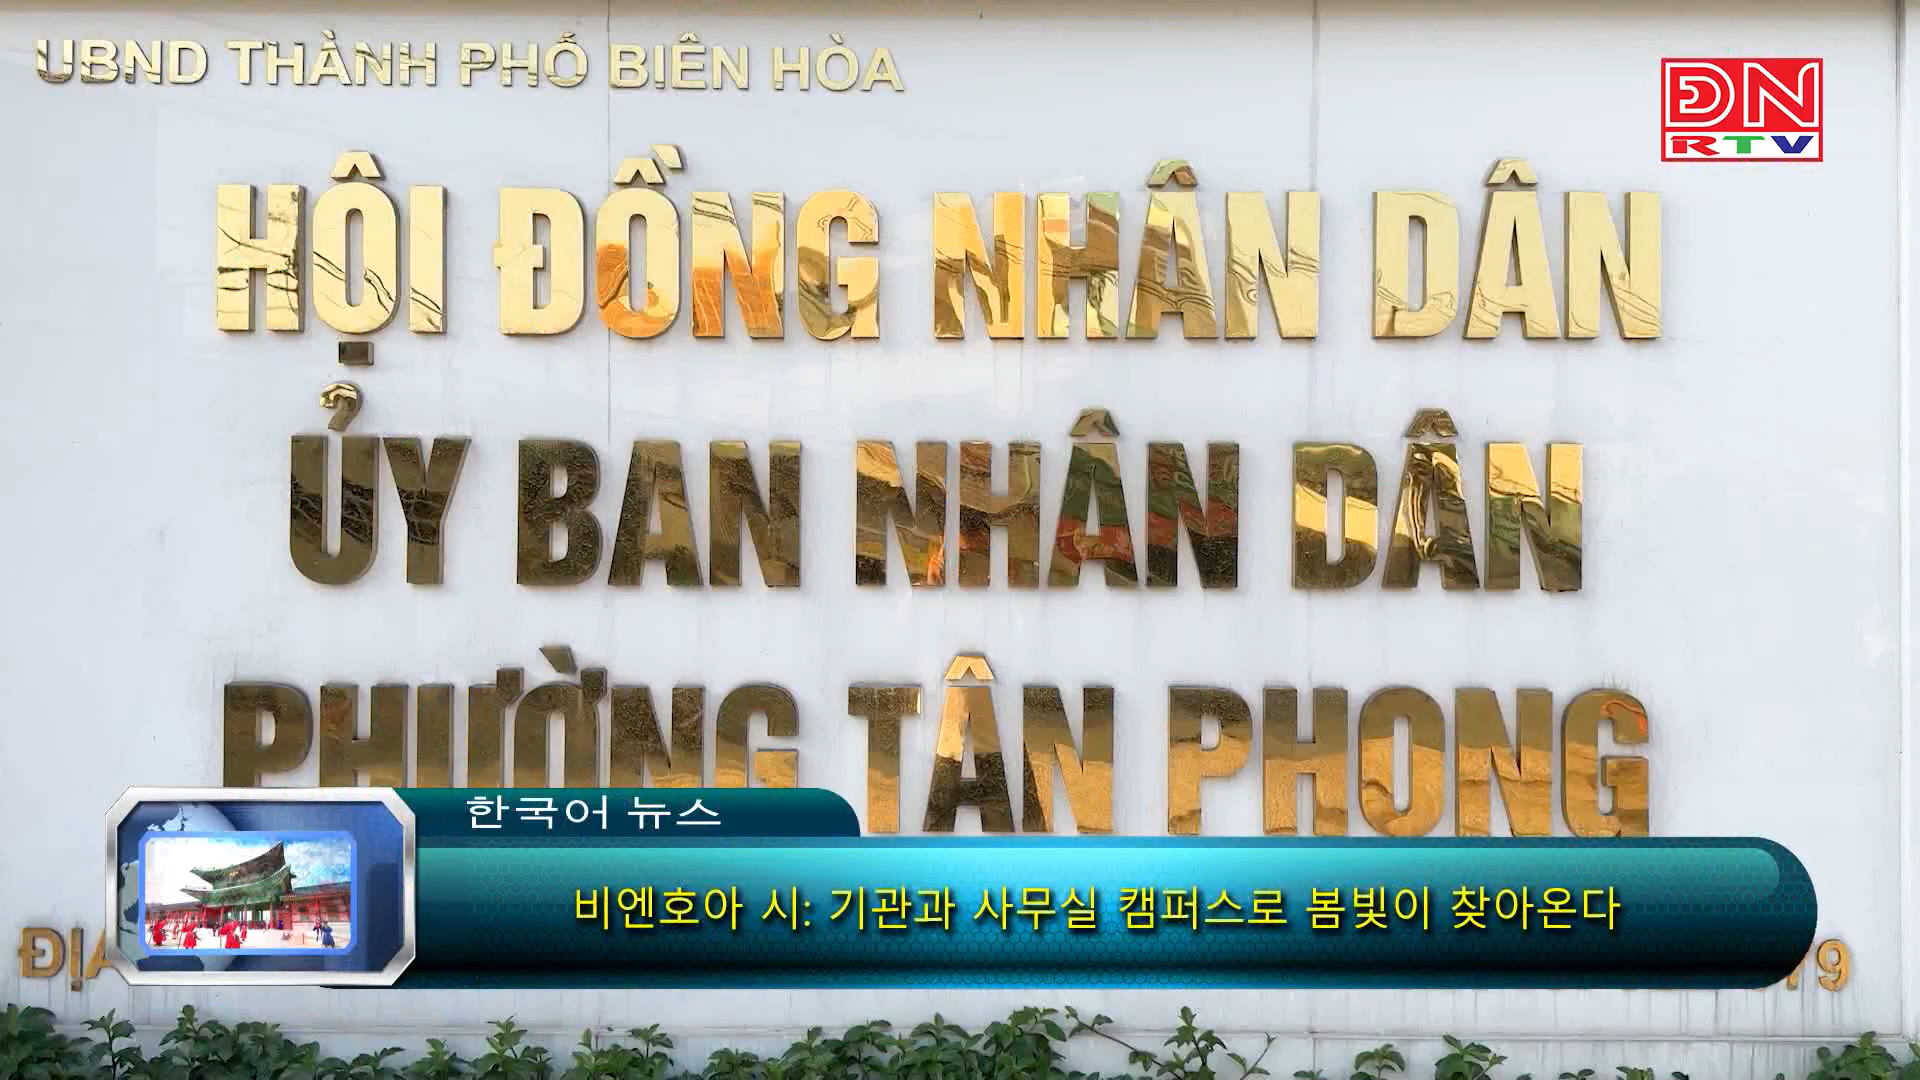 UBND THÀNH PHỐ BIÊN HÒA
ĐN
RTV
HỘI ĐỒNG NHÂN DÂN
ỦY BAN NHÂN DÂN
PHƯỜNG TÂN PHONG
한국어 뉴스
비엔호아 시: 기관과 사무실 캠퍼스로 봄빛이 찾아온다